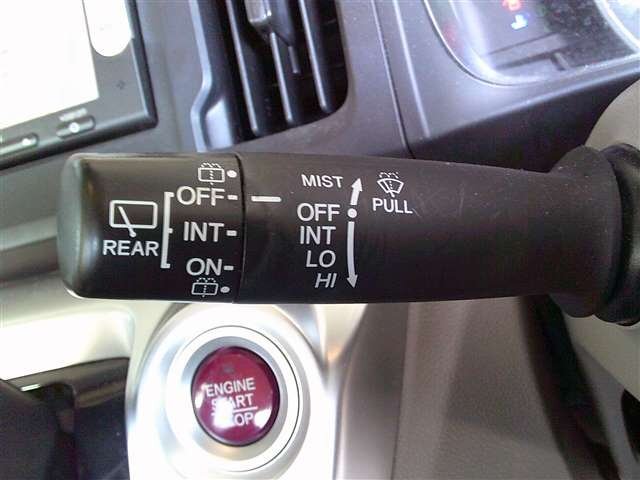 REAR
OFF
INT
ON
MIST
OFF
INT
LO
HI
PULL
ENGINE
START
STOP